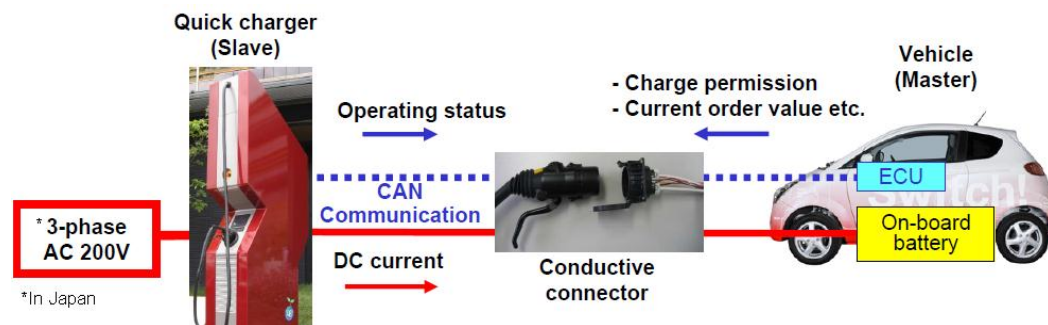 Quick charger
(Slave)
Vehicle
(Master)
Operating status
- Charge permission
- Current order value etc.
CAN
Communication
ECU
Switch!
* 3-phase
AC 200V
On-board
battery
DC current
Conductive
connector
*In Japan